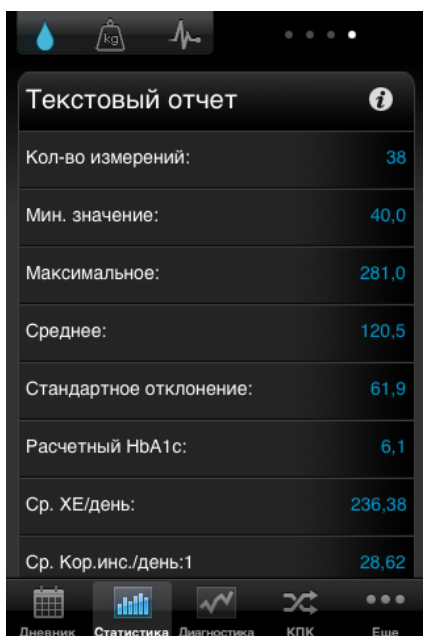 kg
Текстовый отчет i
Кол-во измерений: 38
Мин. значение: 40,0
Максимальное: 281,0
Среднее: 120,5
Стандартное отклонение: 61,9
Расчетный HbA1c: 6,1
Ср. ХЕ/день: 236,38
Ср. Кор.инс./день:1 28,62
Дневник Статистика Диагностика КПК Еще